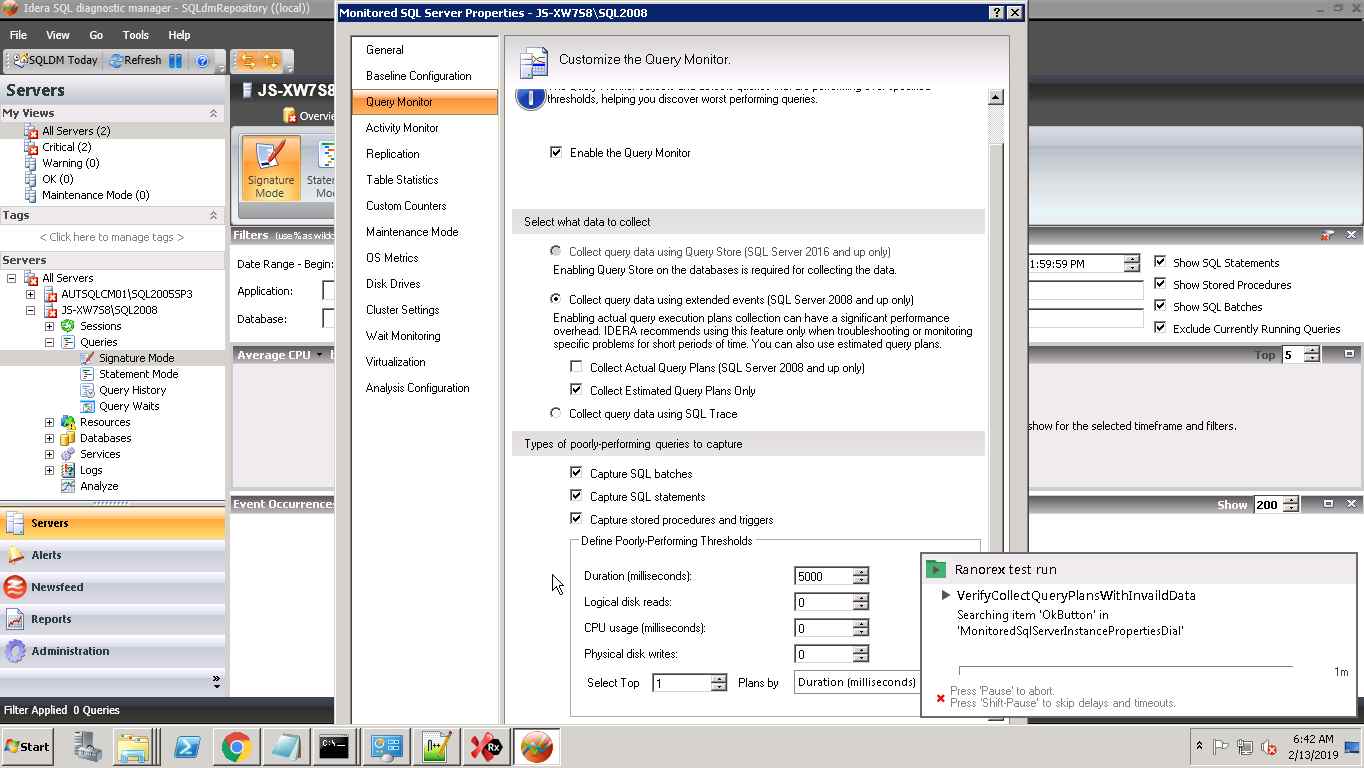 Idera SQL diagnostic manager - SQLdmRepository ((local))
File View Go Tools Help
SQLDM Today Refresh
Servers
My Views
All Servers (2)
Critical (2)
Warning (0)
OK (0)
Maintenance Mode (0)
Tags
< Click here to manage tags >
Servers
All Servers
AUTSQLCM01\SQL2005SP3
JS-XW7S8\SQL2008
Sessions
Queries
Signature Mode
Statement Mode
Query History
Query Waits
Resources
Databases
Services
Logs
Analyze
Servers
Alerts
Newsfeed
Reports
Administration
Filter Applied 0 Queries
JS-XW7S8
Signature
Mode
Filters
Date Range - Begin:
Application:
Database:
Average CPU
Monitored SQL Server Properties - JS-XW7S8\SQL2008
General
Baseline Configuration
Query Monitor
Activity Monitor
Replication
Table Statistics
Custom Counters
Maintenance Mode
OS Metrics
Disk Drives
Cluster Settings
Wait Monitoring
Virtualization
Analysis Configuration
Customize the Query Monitor.
thresholds, helping you discover worst performing queries.
Enable the Query Monitor
Select what data to collect
Collect query data using Query Store (SQL Server 2016 and up only)
Enabling Query Store on the databases is required for collecting the data.
Collect query data using extended events (SQL Server 2008 and up only)
Enabling actual query execution plans collection can have a significant performance
overhead. IDERA recommends using this feature only when troubleshooting or monitoring
specific problems for short periods of time. You can also use estimated query plans.
Collect Actual Query Plans (SQL Server 2008 and up only)
Collect Estimated Query Plans Only
Collect query data using SQL Trace
Types of poorly-performing queries to capture
Capture SQL batches
Capture SQL statements
Capture stored procedures and triggers
Define Poorly-Performing Thresholds
Duration (milliseconds): 5000
Logical disk reads: 0
CPU usage (milliseconds): 0
Physical disk writes: 0
Select Top 1 Plans by Duration (milliseconds)
1:59:59 PM
Show SQL Statements
Show Stored Procedures
Show SQL Batches
Exclude Currently Running Queries
Top 5
show for the selected timeframe and filters.
Show 200
Ranorex test run
VerifyCollectQueryPlansWithInvaildData
Searching item 'OkButton' in
'MonitoredSqlServerInstancePropertiesDial'
1m
Press 'Pause' to abort.
Press 'Shift-Pause' to skip delays and timeouts.
Start
6:42 AM
2/13/2019